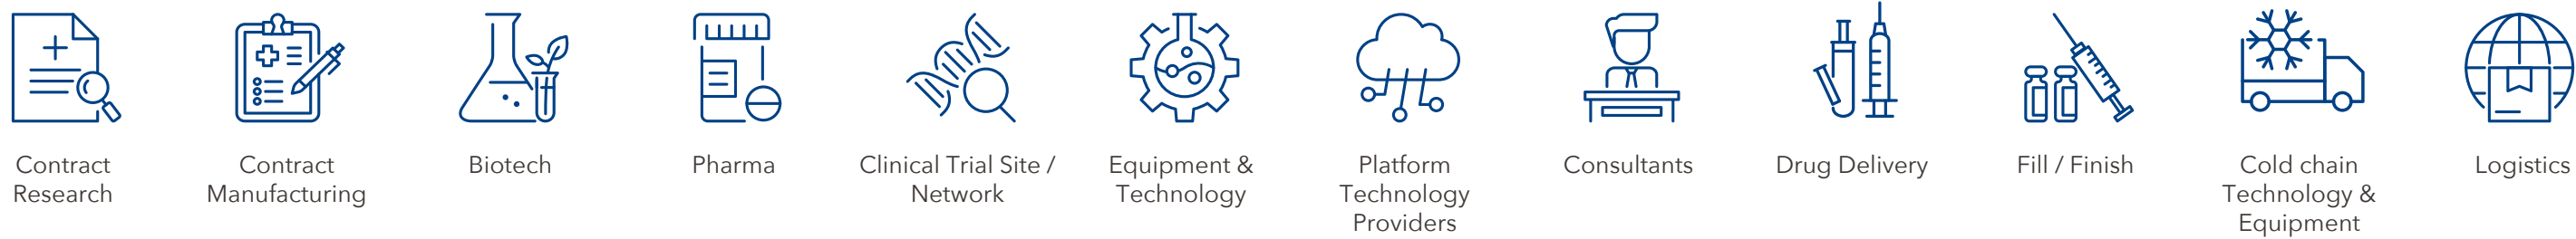 Contract
Research
Contract
Manufacturing
Biotech
Pharma
Clinical Trial Site /
Network
Equipment &
Technology
Platform
Technology
Providers
Consultants
Drug Delivery
Fill / Finish
Cold chain
Technology &
Equipment
Logistics